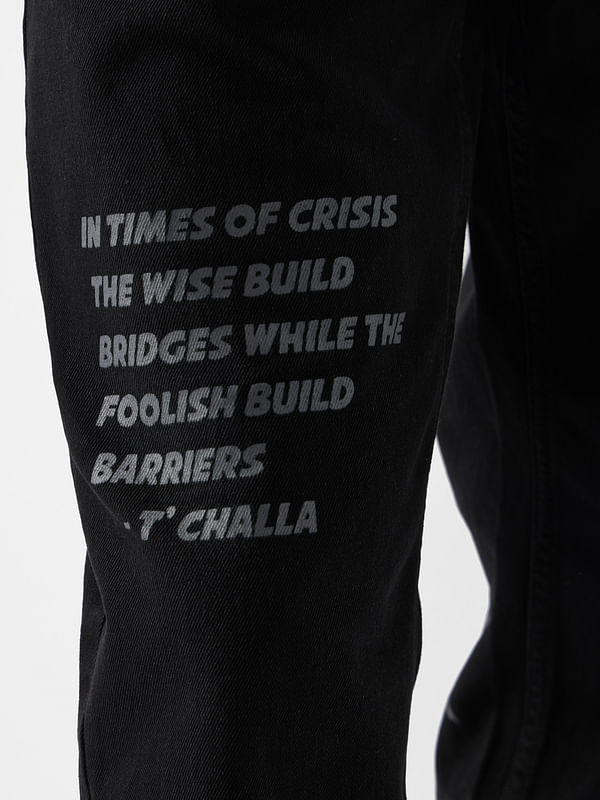 IN TIMES OF CRISIS
THE WISE BUILD
BRIDGES WHILE THE
FOOLISH BUILD
BARRIERS
- T'CHALLA